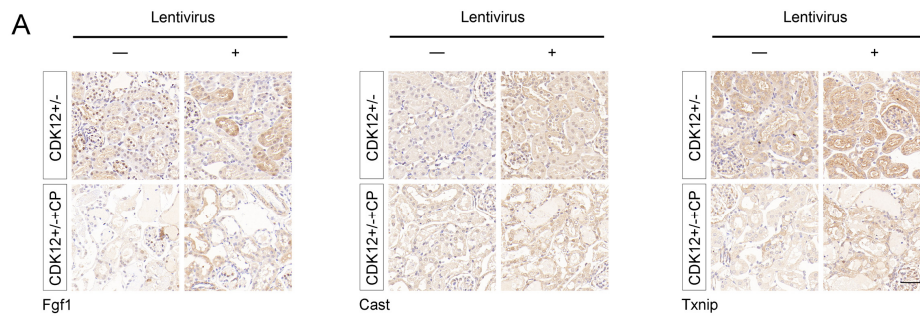 A
Lentivirus
— +
CDK12+/-
CDK12+/-+CP
Fgf1
Lentivirus
— +
CDK12+/-
CDK12+/-+CP
Cast
Lentivirus
— +
CDK12+/-
CDK12+/-+CP
Txnip